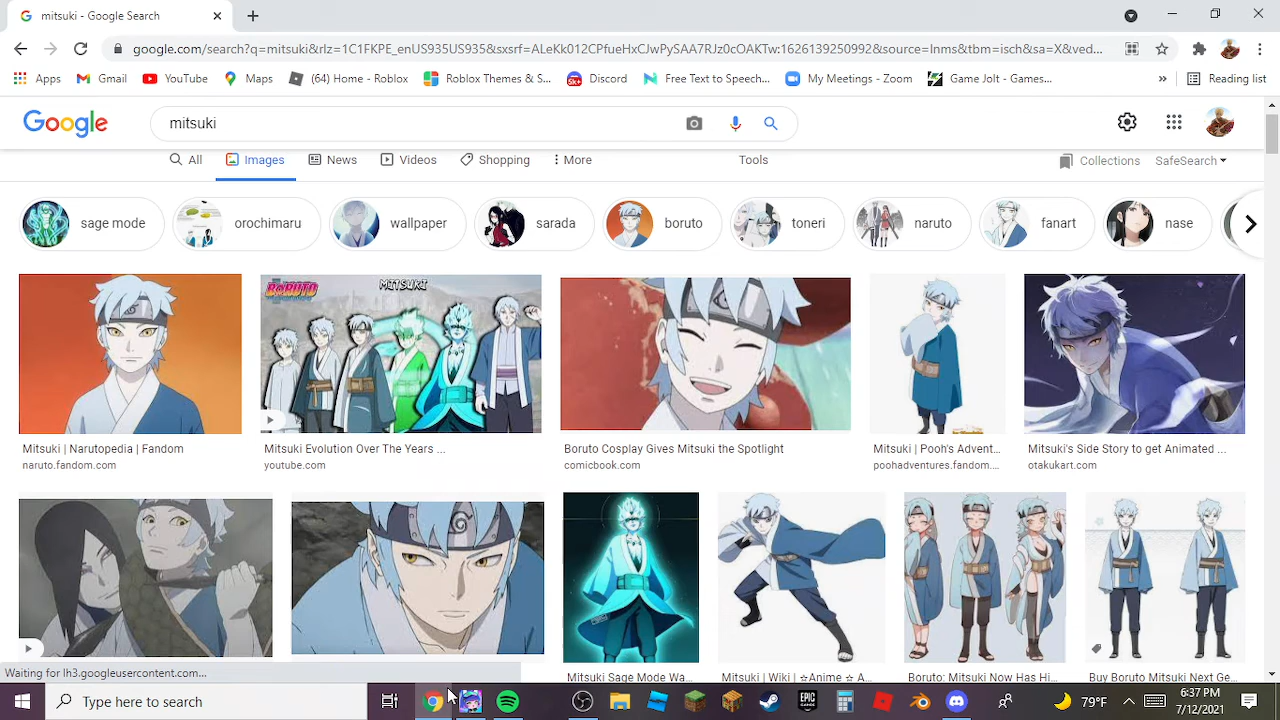 mitsuki - Google Search
google.com/search?q=mitsuki&rlz=1C1FKPE_enUS935US935&sxsrf=ALeKk012CPfueHxCJwPySAA7RJz0cOAKTw:1626139250992&source=lnms&tbm=isch&sa=X&ved...
Apps Gmail YouTube Maps (64) Home - Roblox Roblox Themes & S... Discord Free Text to Speech... My Meetings - Zoom Game Jolt - Games... » Reading list
Google mitsuki
All Images News Videos Shopping More Tools Collections SafeSearch
sage mode orochimaru wallpaper sarada boruto toneri naruto fanart nase
BORUTO MITSUKI
Mitsuki | Narutopedia | Fandom Mitsuki Evolution Over The Years ... Boruto Cosplay Gives Mitsuki the Spotlight Mitsuki | Pooh's Advent... Mitsuki's Side Story to get Animated ...
naruto.fandom.com youtube.com comicbook.com poohadventures.fandom.... otakukart.com
Waiting for lh3.googleusercontent.com...
Mitsuki Sage Mode Wa... Mitsuki | Wiki | ☆Anime ☆ A... Boruto: Mitsuki Now Has Hi... Buy Boruto Mitsuki Next Ge...
Type here to search EPIC GAMES 79°F 6:37 PM
7/12/2021